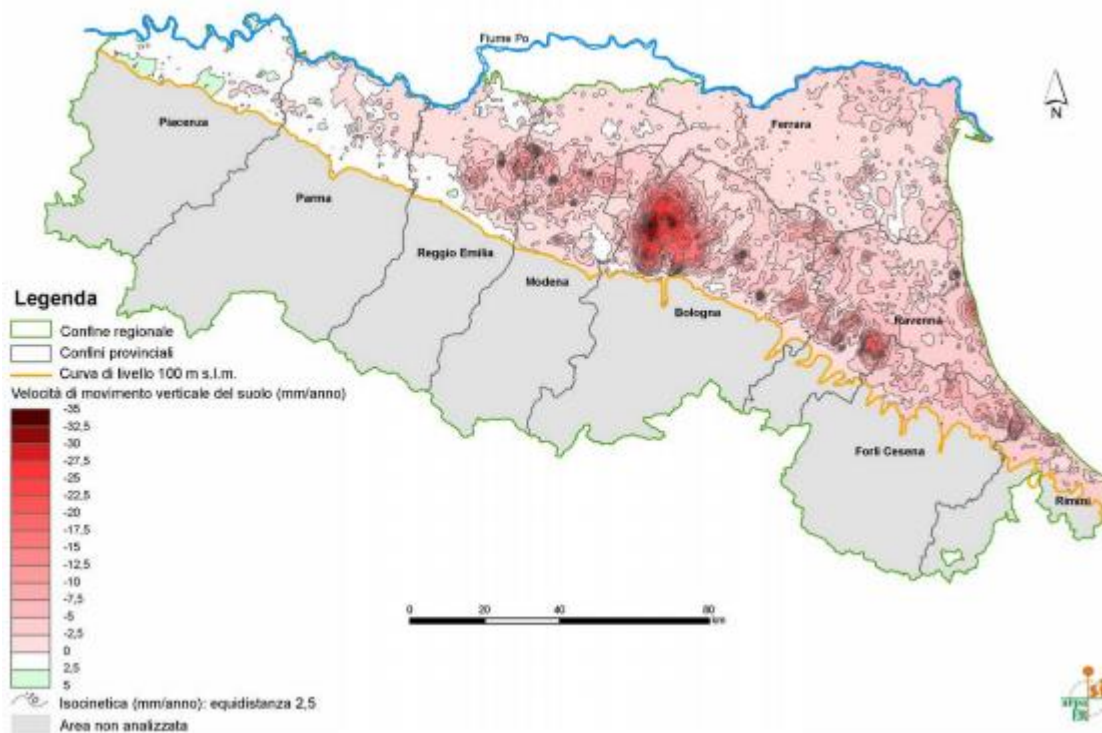 Fiume Po
N
Piacenza
Ferrara
Parma
Reggio Emilia
Modena
Bologna
Ravenna
Forlì Cesena
Rimini
Legenda
Confine regionale
Confini provinciali
Curva di livello 100 m s.l.m.
Velocità di movimento verticale del suolo (mm/anno)
-35
-32,5
-30
-27,5
-25
-22,5
-20
-17,5
-15
-12,5
-10
-7,5
-5
-2,5
0
2,5
5
Isocinetica (mm/anno): equidistanza 2,5
Area non analizzata
0 20 40 80
km